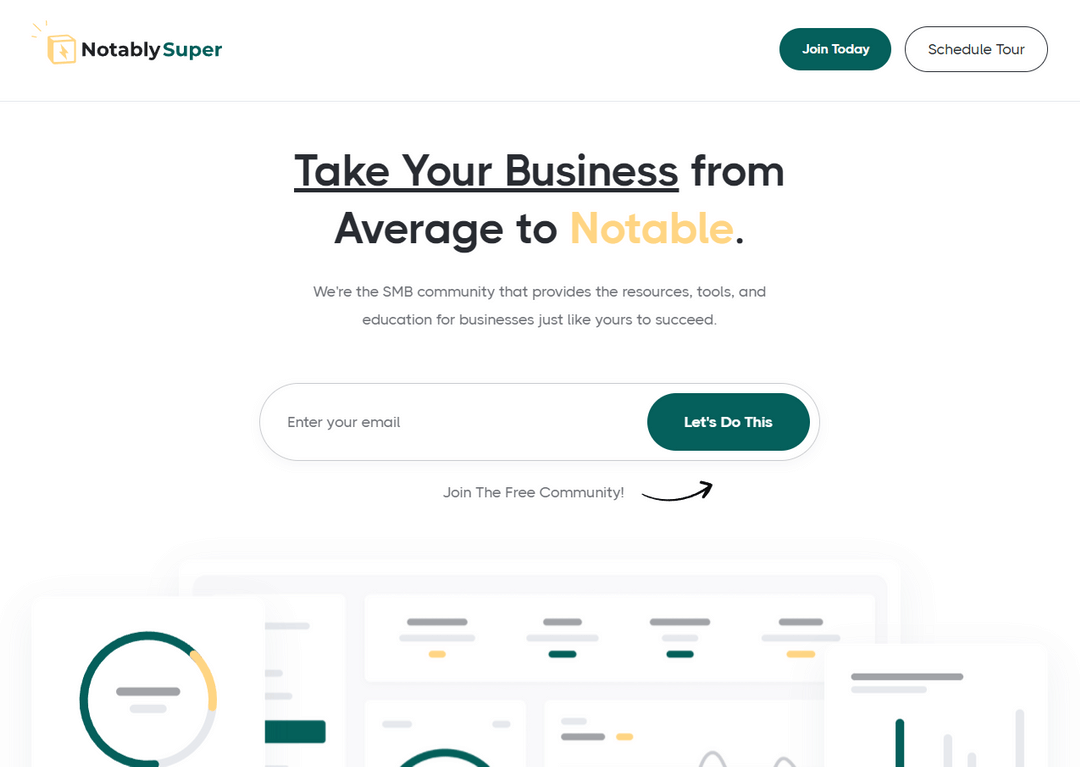 NotablySuper
Join Today
Schedule Tour
Take Your Business from
Average to Notable.
We're the SMB community that provides the resources, tools, and
education for businesses just like yours to succeed.
Enter your email
Let's Do This
Join The Free Community!